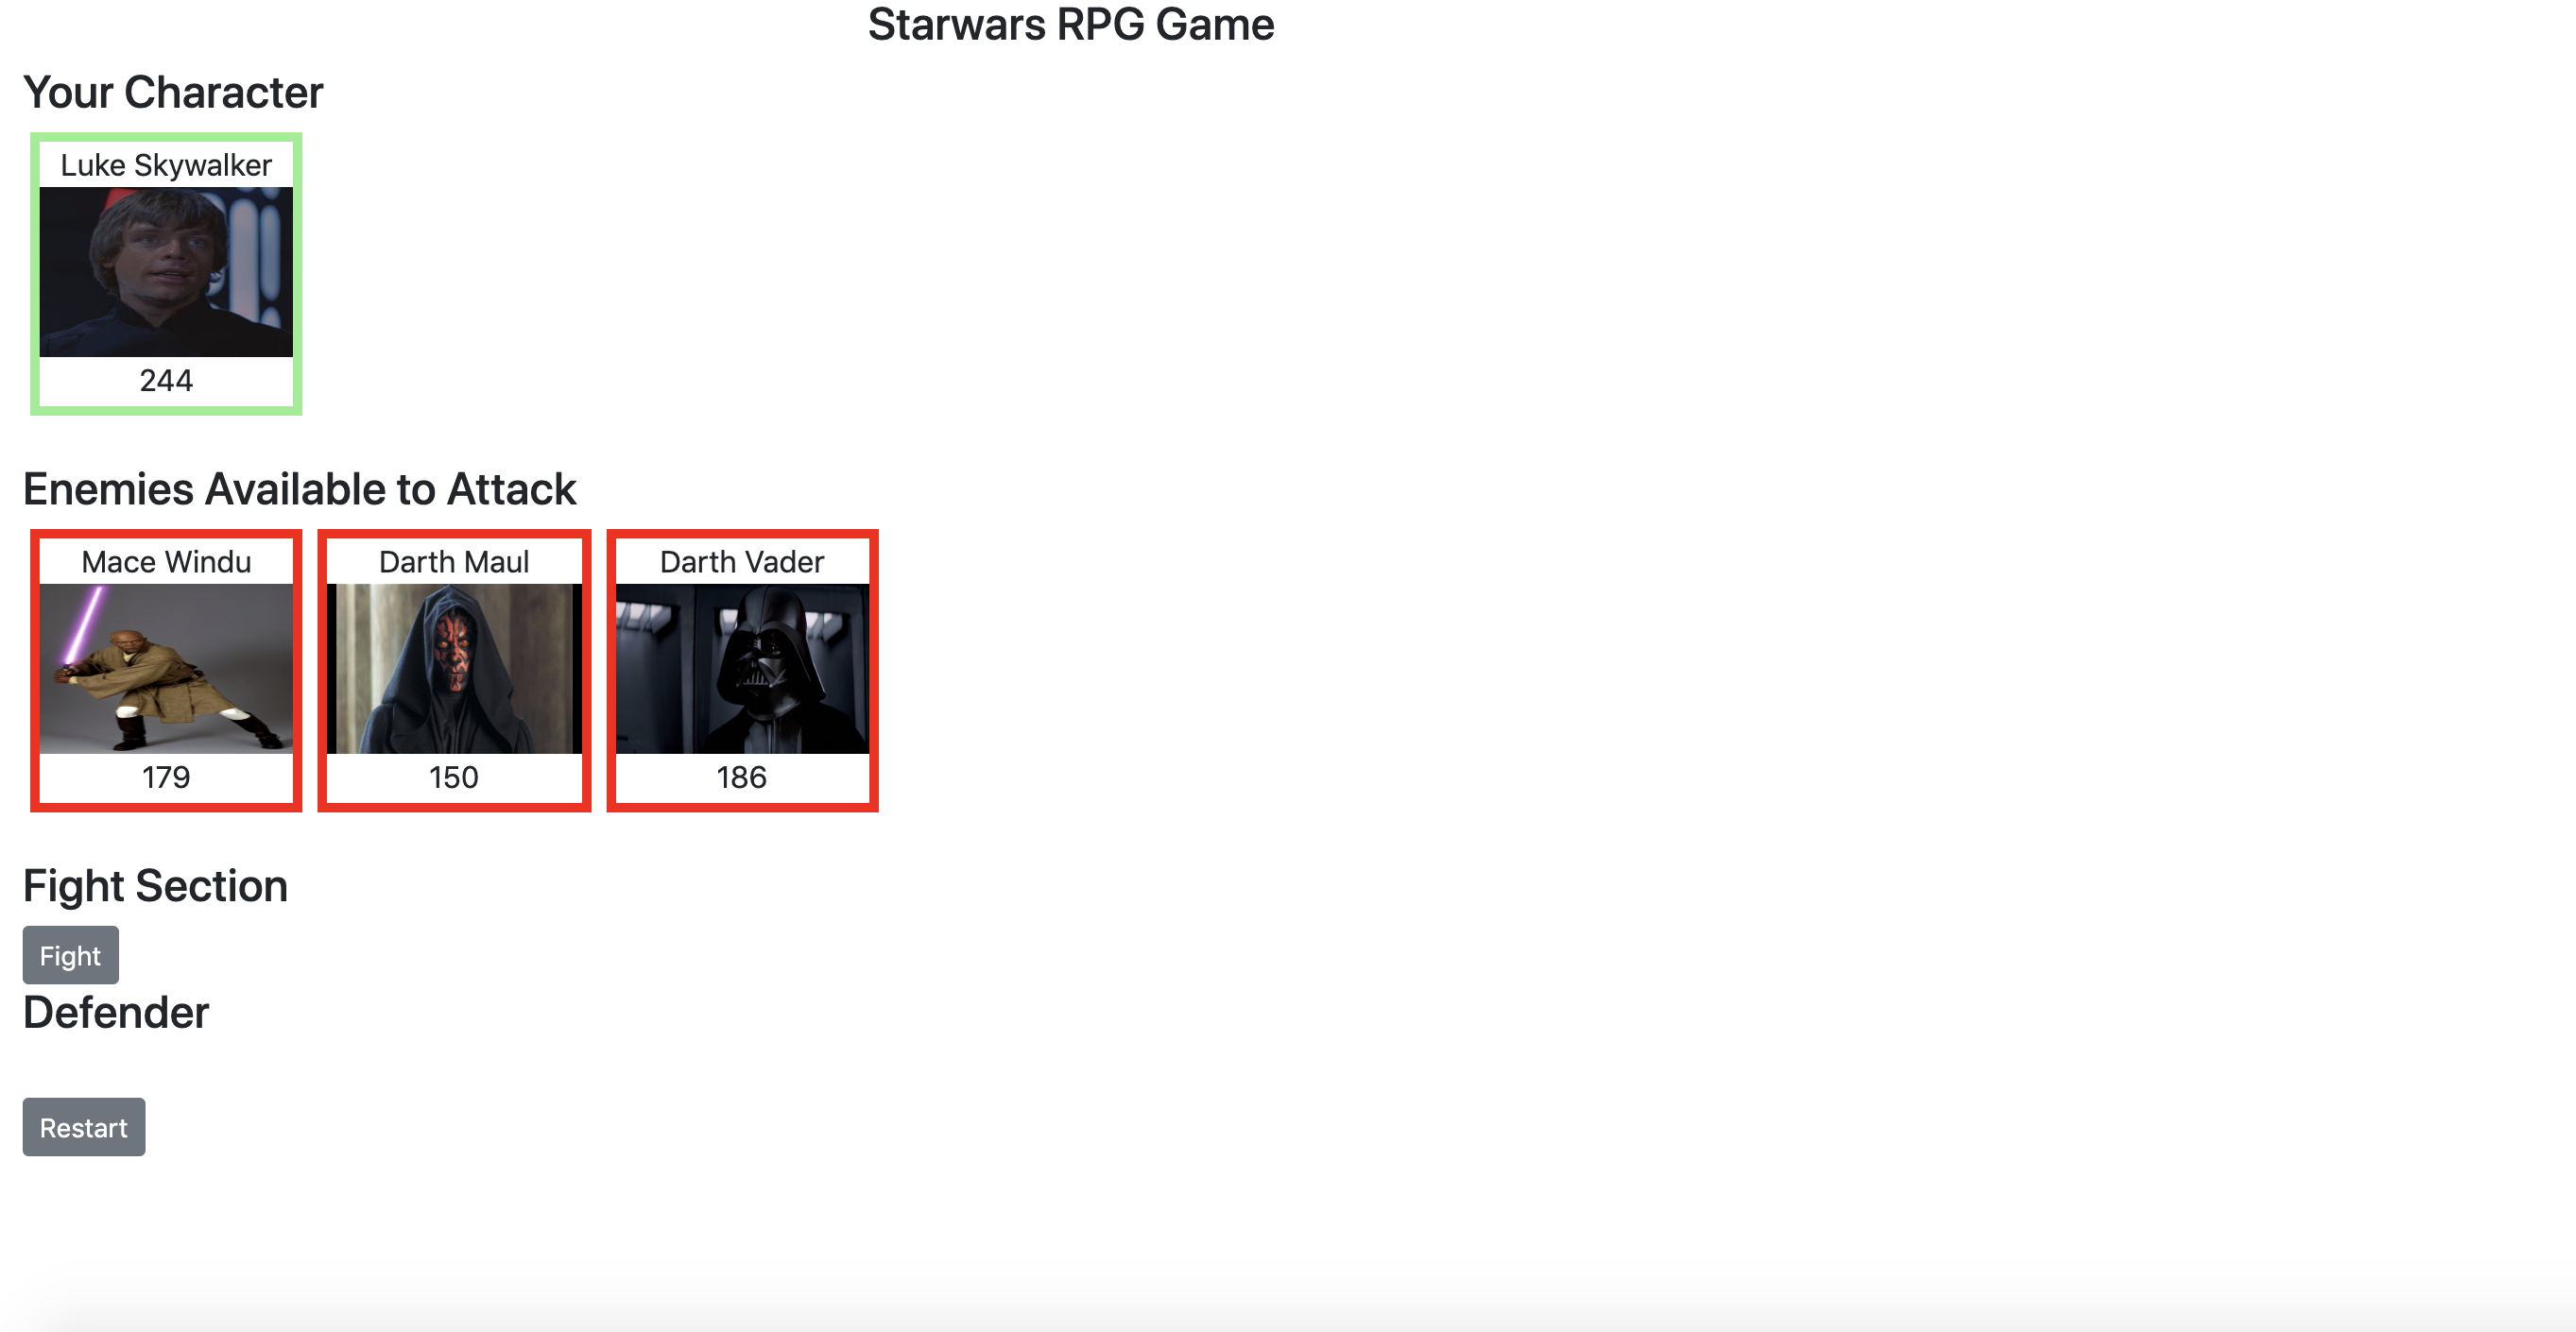 Starwars RPG Game
Your Character
Luke Skywalker
244
Enemies Available to Attack
Mace Windu
179
Darth Maul
150
Darth Vader
186
Fight Section
Fight
Defender
Restart